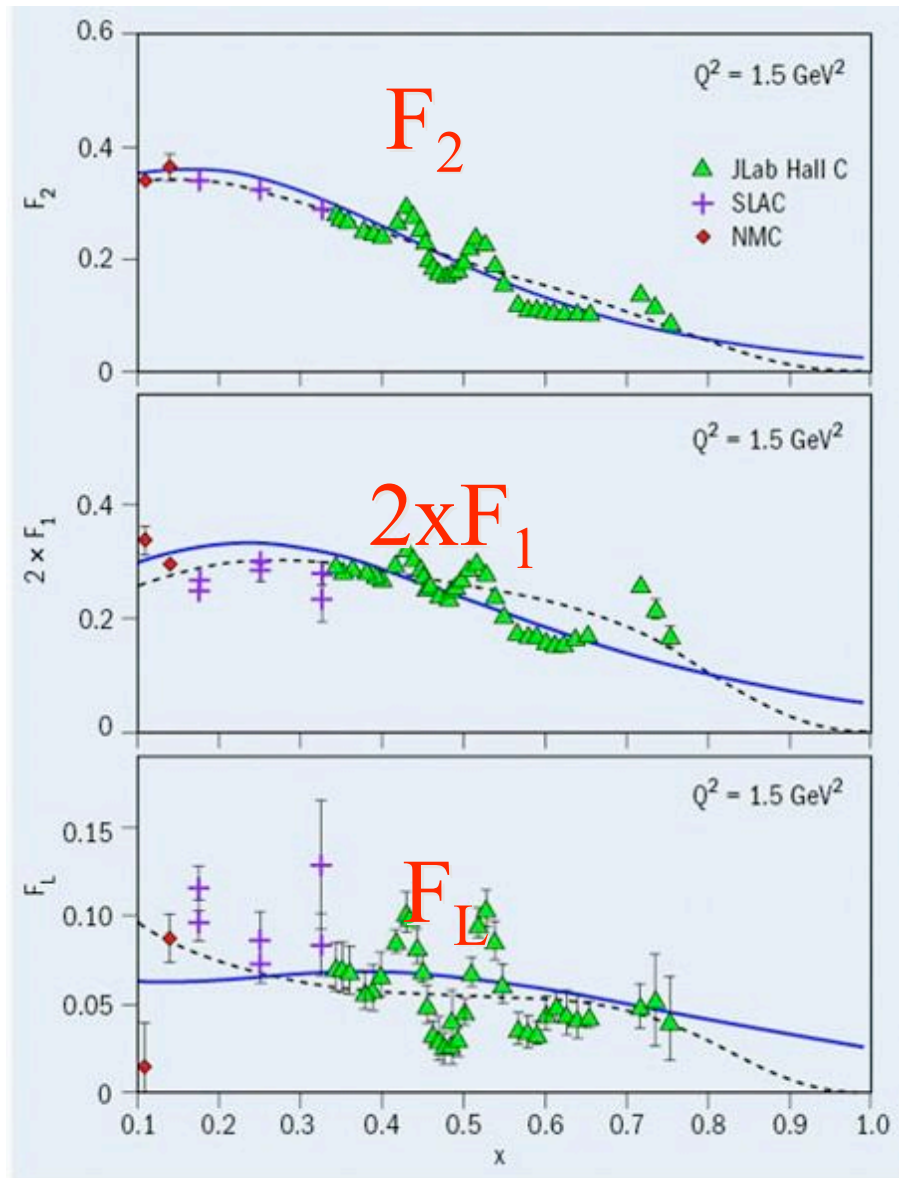 0.6
Q² = 1.5 GeV²
F₂
0.4
JLab Hall C
SLAC
NMC
F₂
0.2
0
Q² = 1.5 GeV²
0.4
2xF₁
2 × F₁
0.2
0
Q² = 1.5 GeV²
0.15
F_L
0.10
F_L
0.05
0
0.1 0.2 0.3 0.4 0.5 0.6 0.7 0.8 0.9 1.0
x